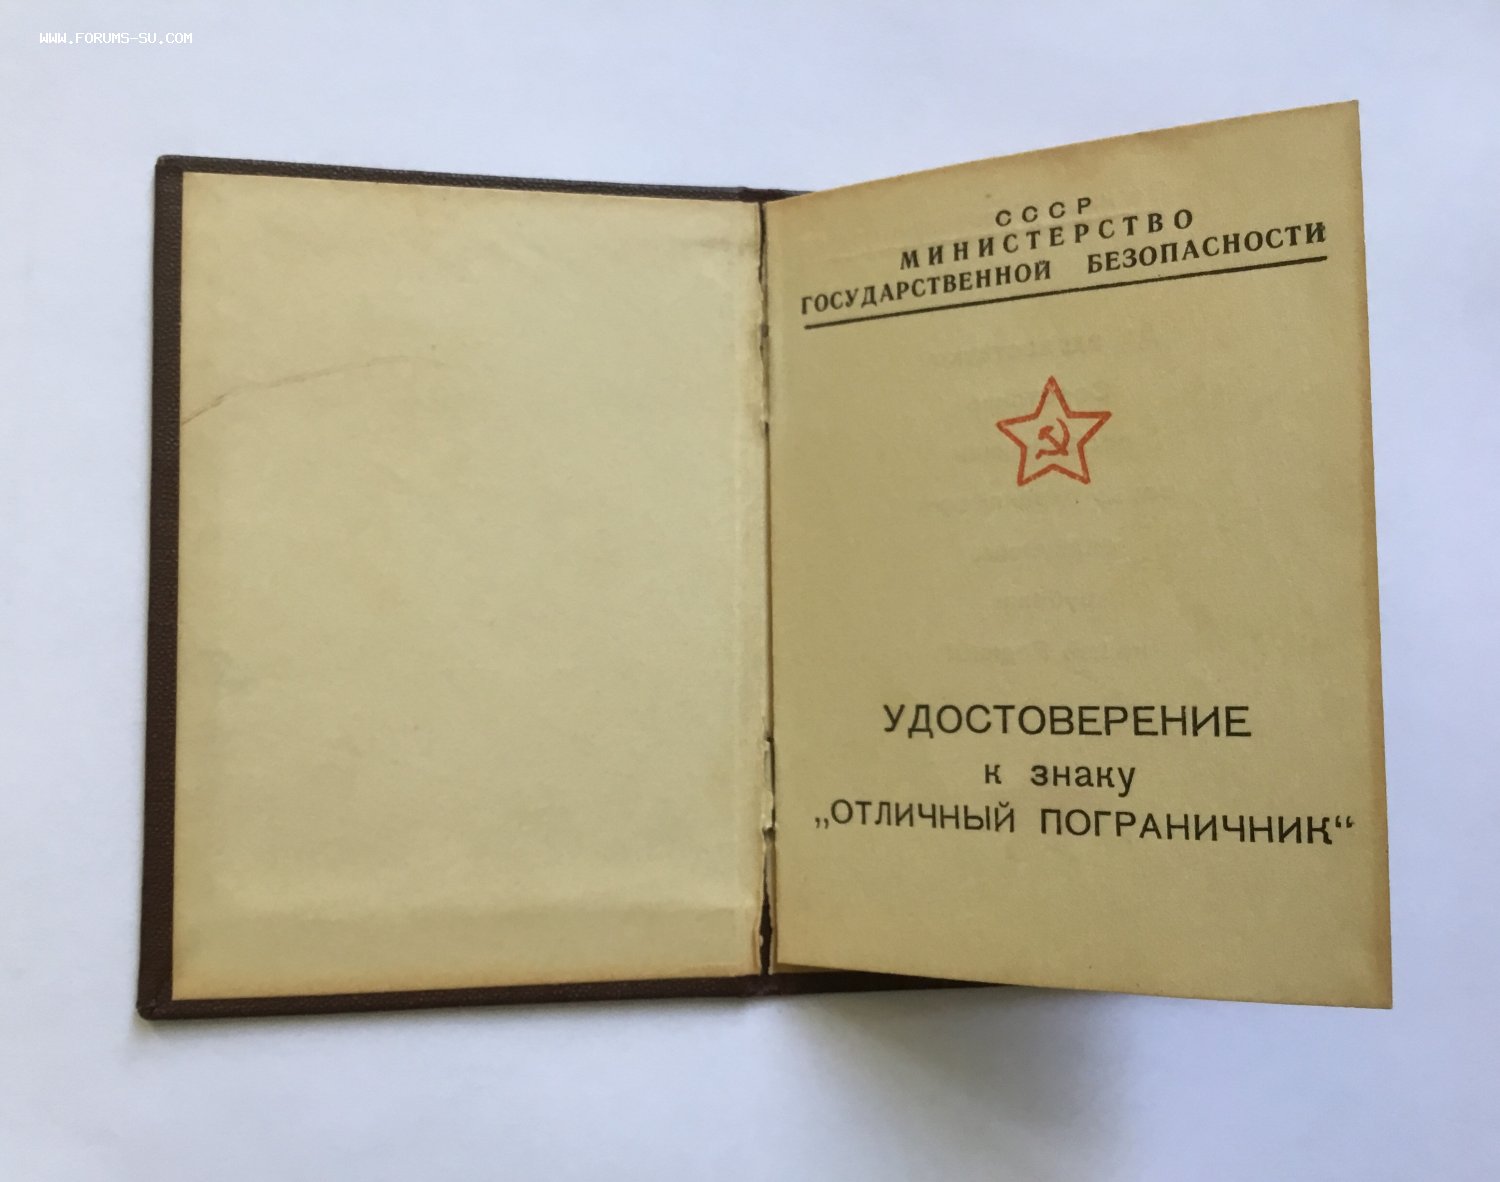 WWW.FORUMS-SU.COM
СССР
МИНИСТЕРСТВО
ГОСУДАРСТВЕННОЙ БЕЗОПАСНОСТИ
УДОСТОВЕРЕНИЕ
к знаку
„ОТЛИЧНЫЙ ПОГРАНИЧНИК“